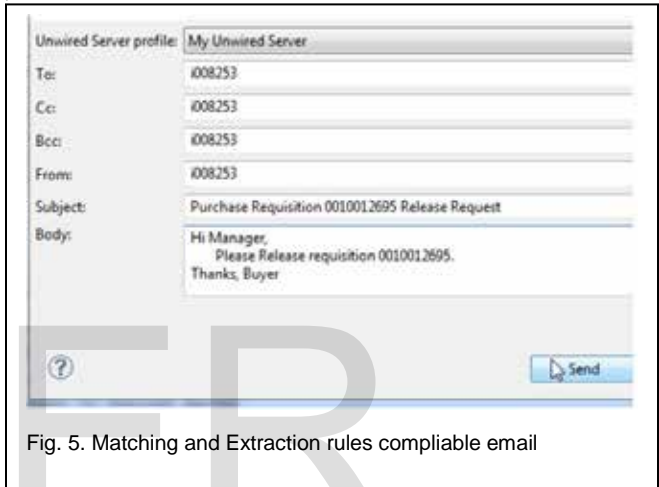 Unwired Server profile: My Unwired Server
To: i008253
Cc: i008253
Bcc: i008253
From: i008253
Subject: Purchase Requisition 0010012695 Release Request
Body: Hi Manager,
Please Release requisition 0010012695.
Thanks, Buyer
? Send
Fig. 5. Matching and Extraction rules compliable email